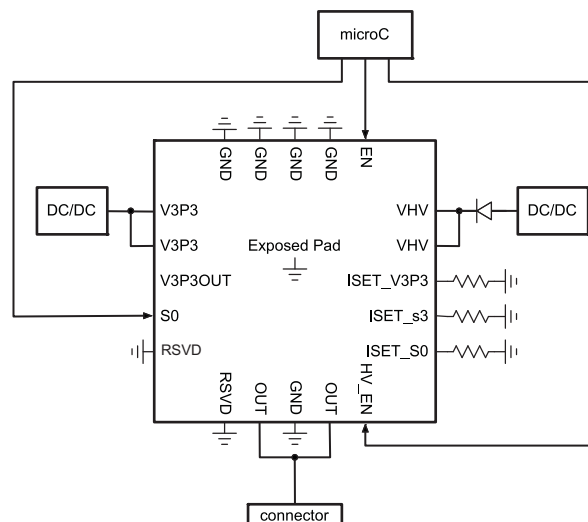 microC
GND
GND
GND
GND
EN
DC/DC
V3P3
VHV
DC/DC
V3P3
Exposed Pad
VHV
V3P3OUT
ISET_V3P3
S0
ISET_s3
RSVD
ISET_S0
RSVD
OUT
GND
OUT
HV_EN
connector